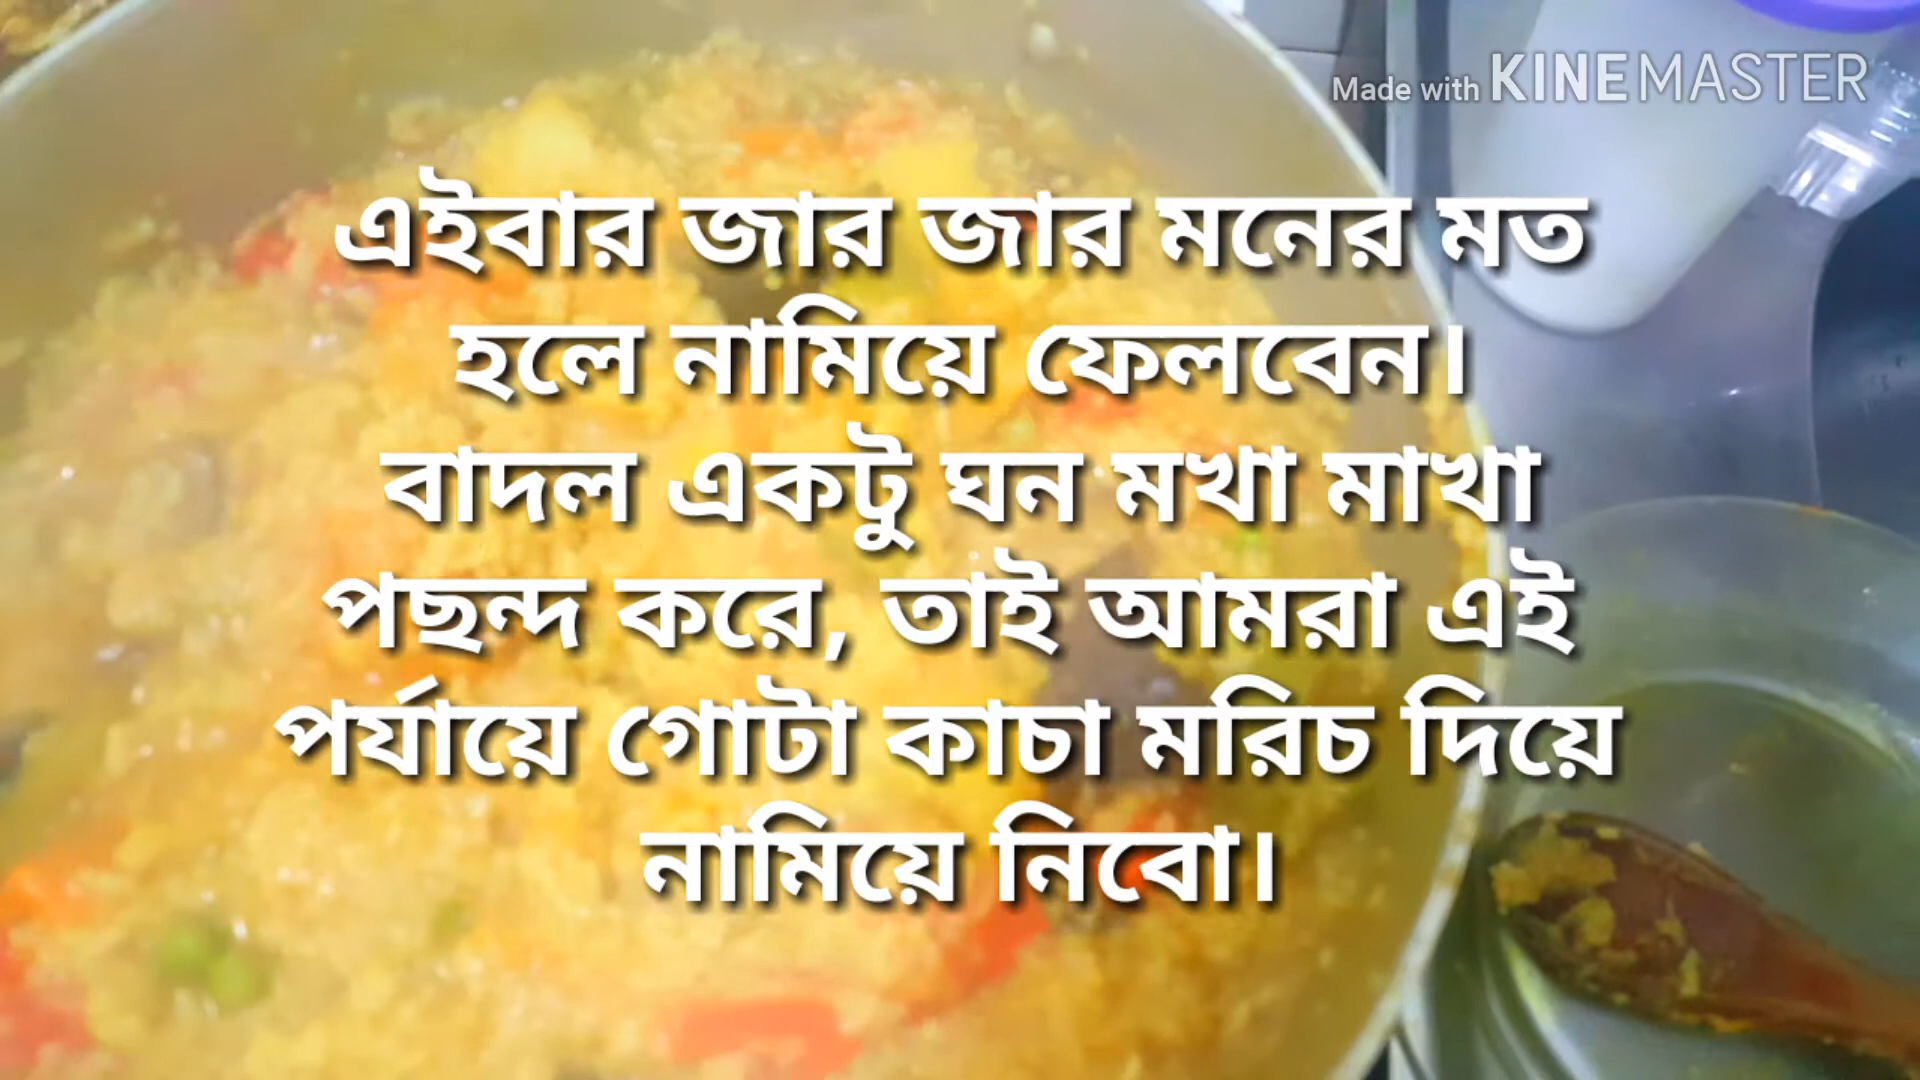 Made with KINEMASTER
এইবার জার জার মনের মত
হলে নামিয়ে ফেলবেন।
বাদল একটু ঘন মখা মাখা
পছন্দ করে, তাই আমরা এই
পর্যায়ে গোটা কাচা মরিচ দিয়ে
নামিয়ে নিবো।